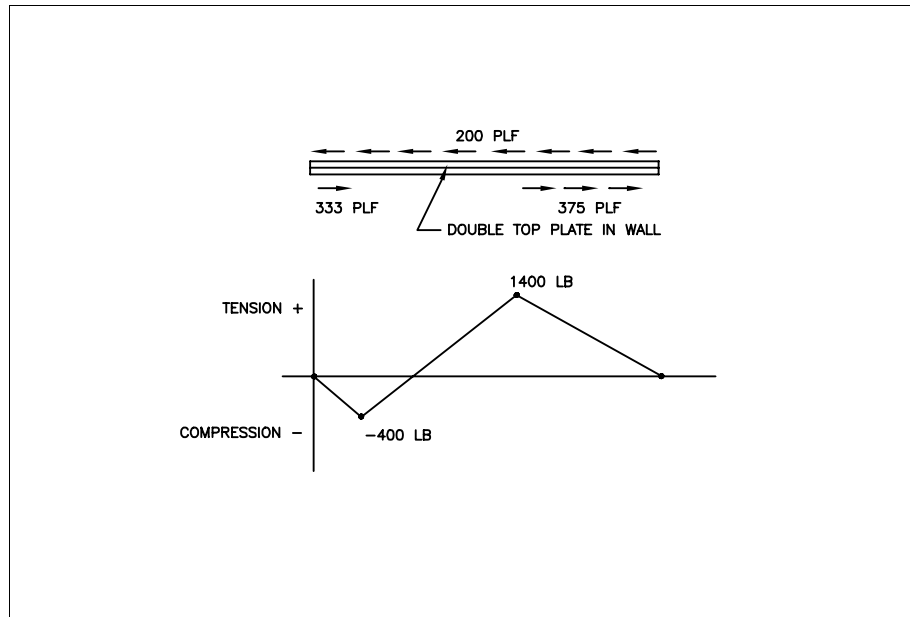 200 PLF
333 PLF
375 PLF
DOUBLE TOP PLATE IN WALL
1400 LB
TENSION +
COMPRESSION -
-400 LB